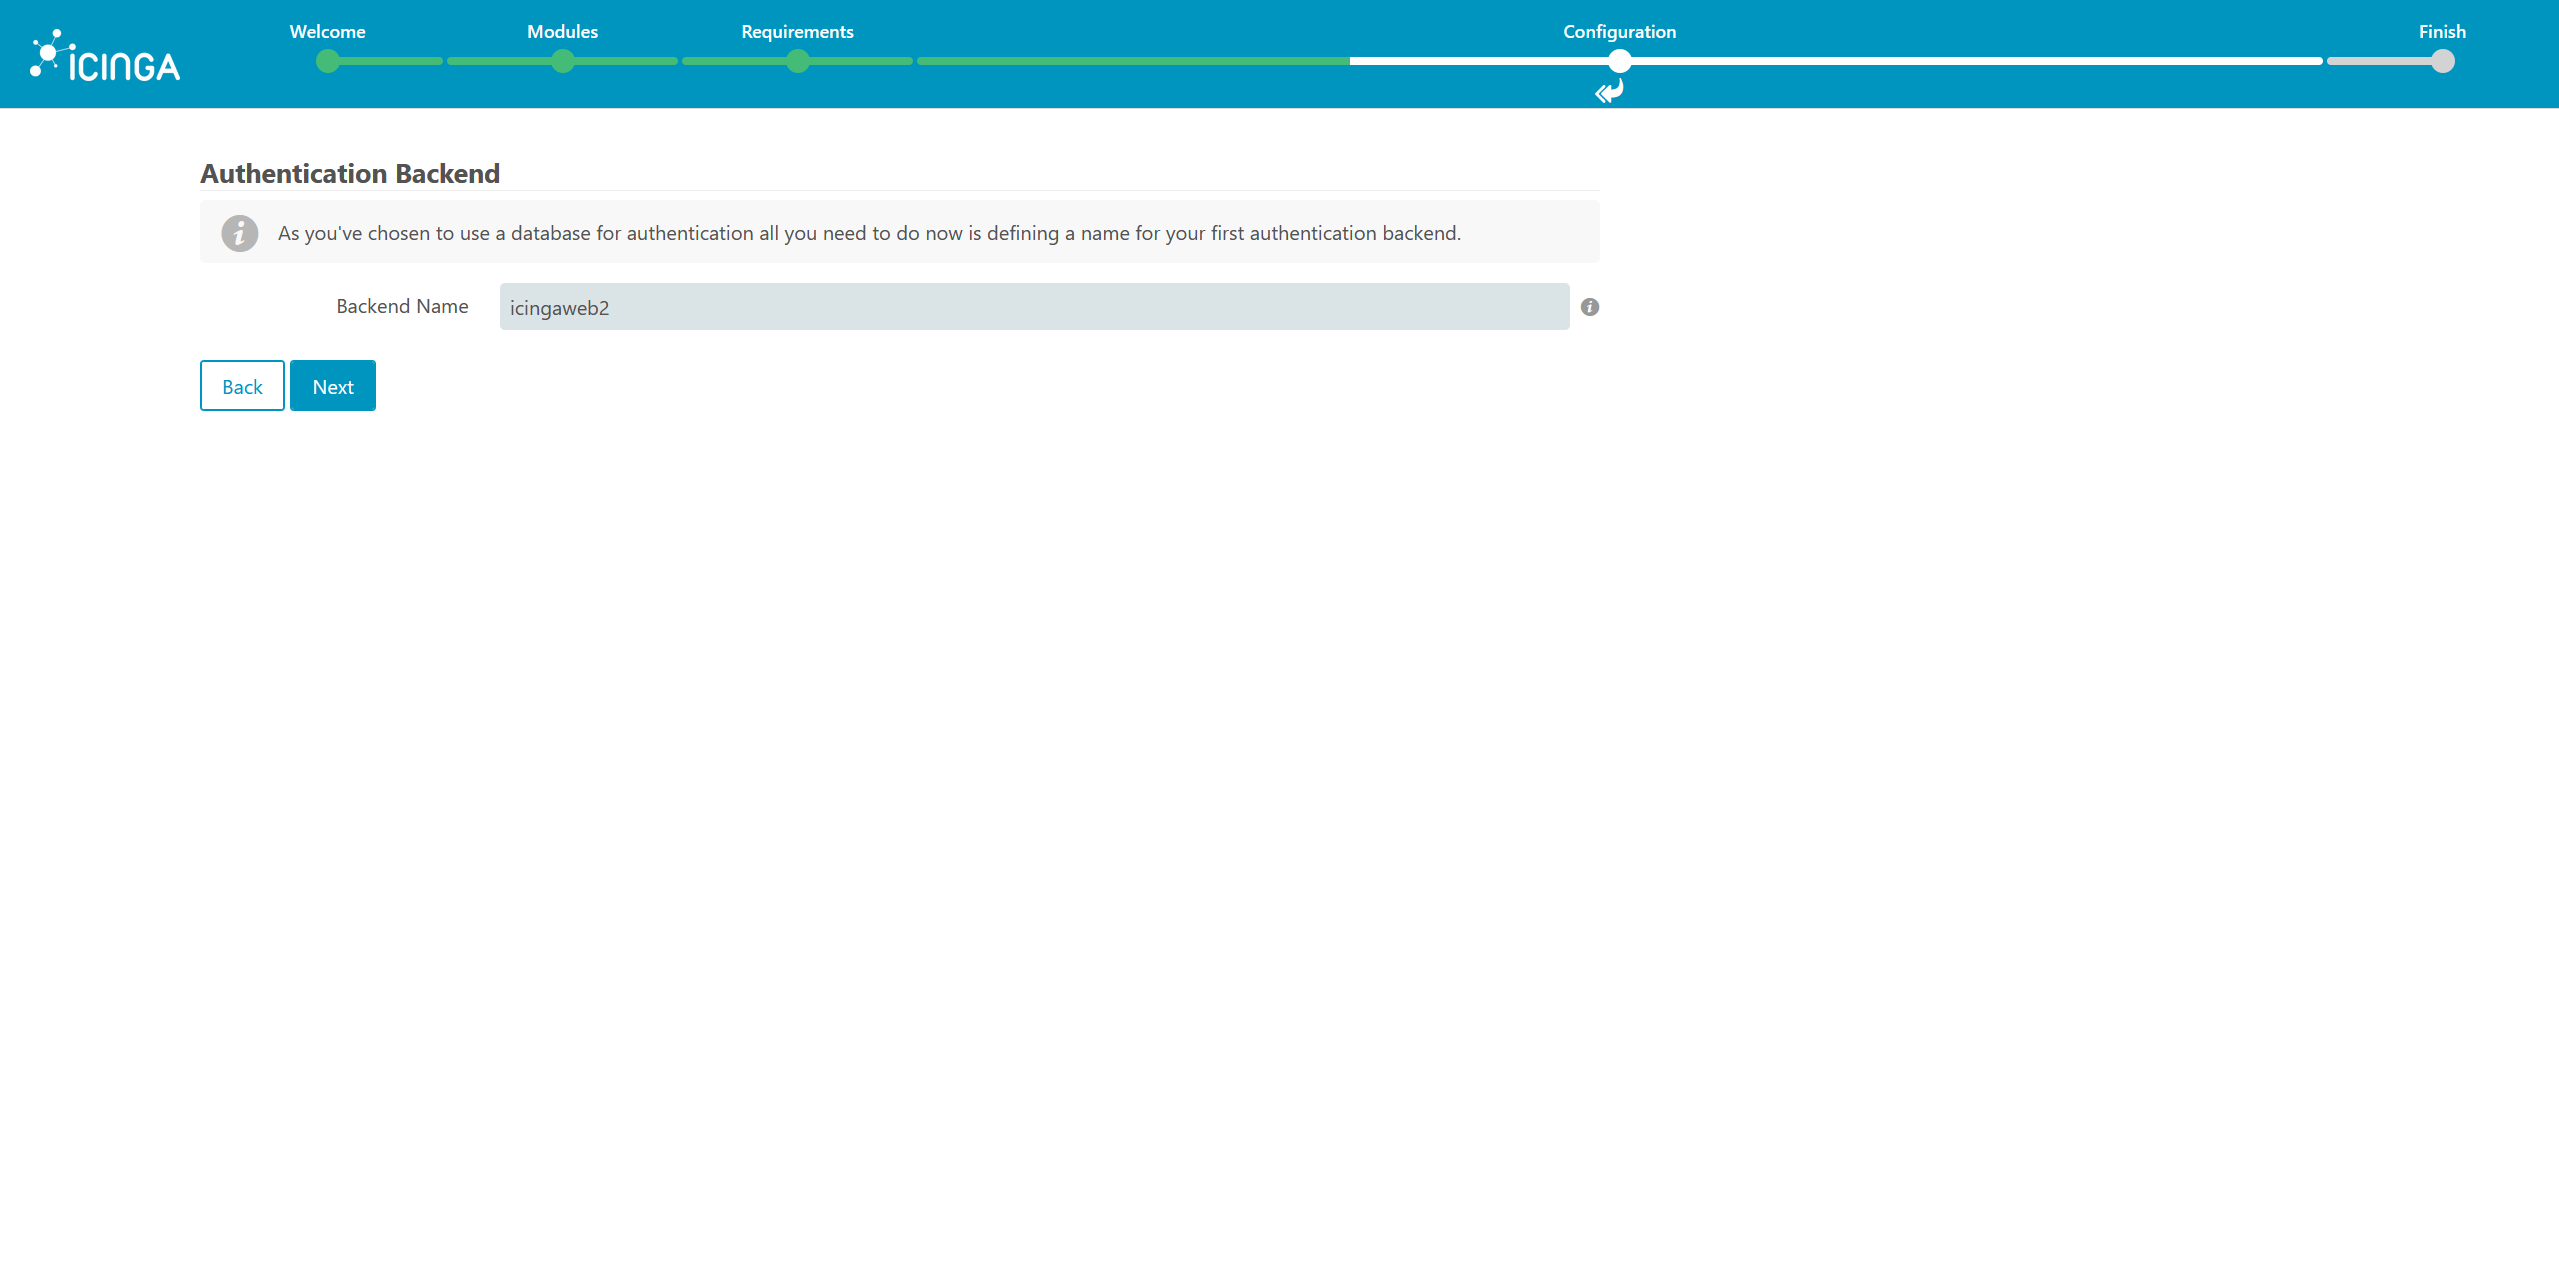 Welcome
Modules
Requirements
Configuration
Finish
ICINGA
Authentication Backend
As you've chosen to use a database for authentication all you need to do now is defining a name for your first authentication backend.
Backend Name
icingaweb2
Back
Next